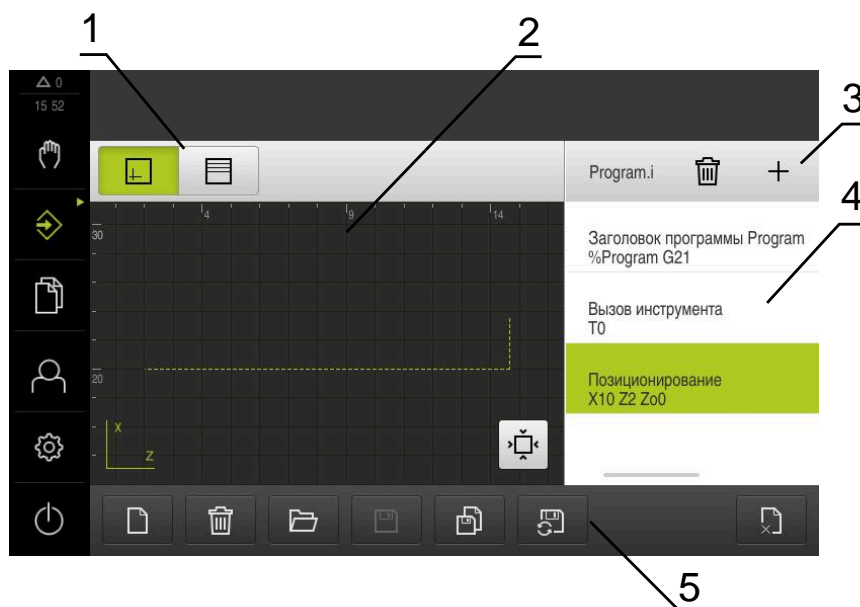 1
2
3
4
5
0
15 52
Program.i
4
9
14
30
20
X
Z
Заголовок программы Program
%Program G21
Вызов инструмента
T0
Позиционирование
X10 Z2 Zo0